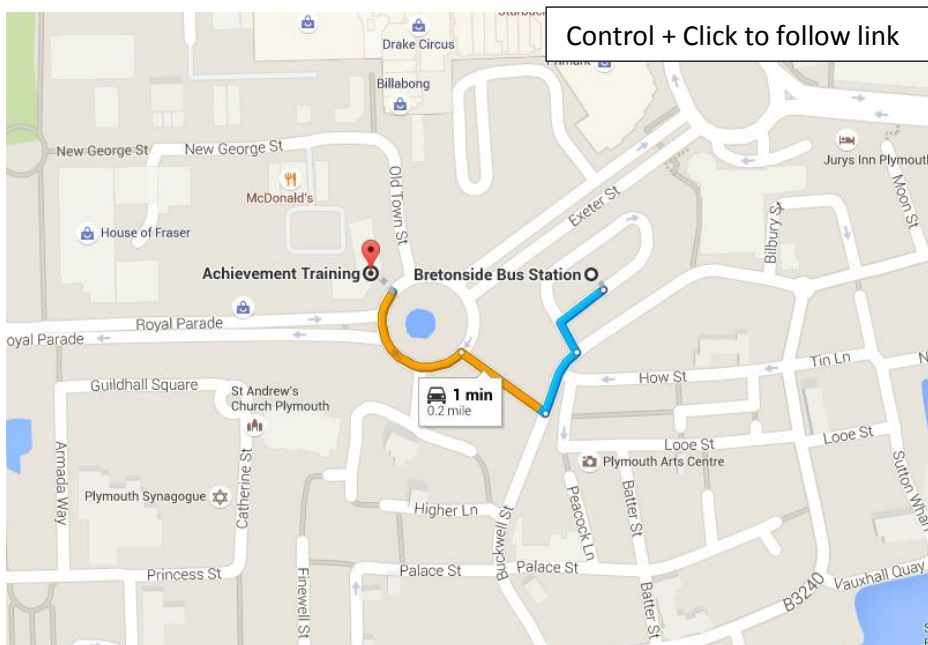 Control + Click to follow link
Drake Circus
Billabong
New George St
New George St
McDonald's
Old Town St
House of Fraser
Achievement Training
Bretonside Bus Station
Exeter St
Jurys Inn Plymouth
Moon St
Bilbury St
Royal Parade
oyal Parade
Guildhall Square
St Andrew's
Church Plymouth
1 min
0.2 mile
How St
Tin Ln
N
Looe St
Looe St
Plymouth Arts Centre
Armada Way
Plymouth Synagogue
Catherine St
Higher Ln
Buckwell St
Peacock Ln
Batter St
Sutton Wharf
Princess St
Finewell St
Palace St
Palace St
Batter St
B3240
Vauxhall Quay